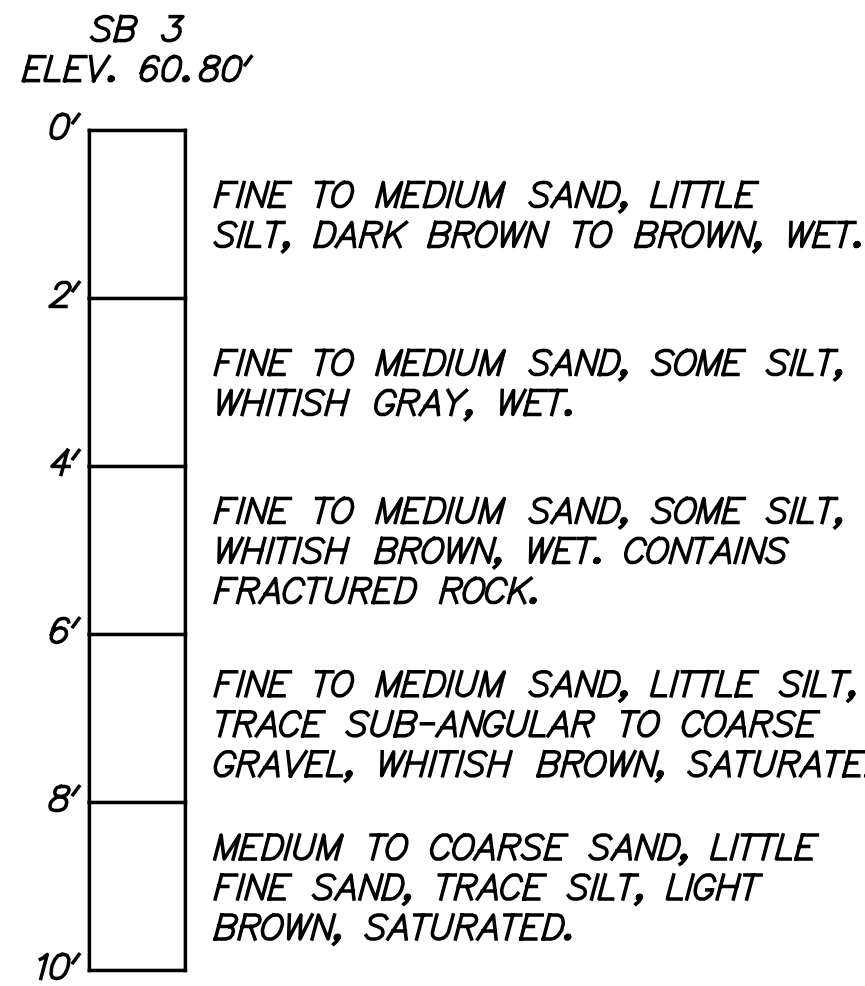 SB 3
ELEV. 60.80'
0'
FINE TO MEDIUM SAND, LITTLE
SILT, DARK BROWN TO BROWN, WET.
2'
FINE TO MEDIUM SAND, SOME SILT,
WHITISH GRAY, WET.
4'
FINE TO MEDIUM SAND, SOME SILT,
WHITISH BROWN, WET. CONTAINS
FRACTURED ROCK.
6'
FINE TO MEDIUM SAND, LITTLE SILT,
TRACE SUB-ANGULAR TO COARSE
GRAVEL, WHITISH BROWN, SATURATE
8'
MEDIUM TO COARSE SAND, LITTLE
FINE SAND, TRACE SILT, LIGHT
BROWN, SATURATED.
10'